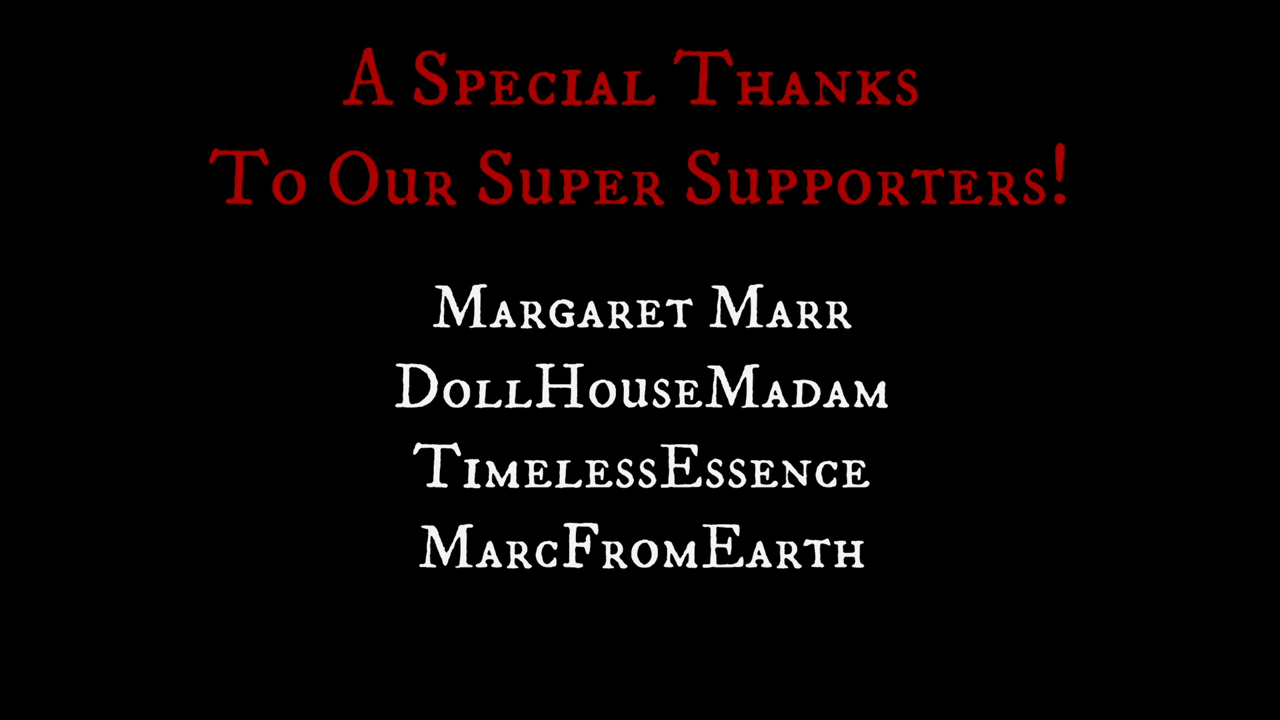 A Special Thanks
To Our Super Supporters!
Margaret Marr
DollHouseMadam
TimelessEssence
MarcFromEarth